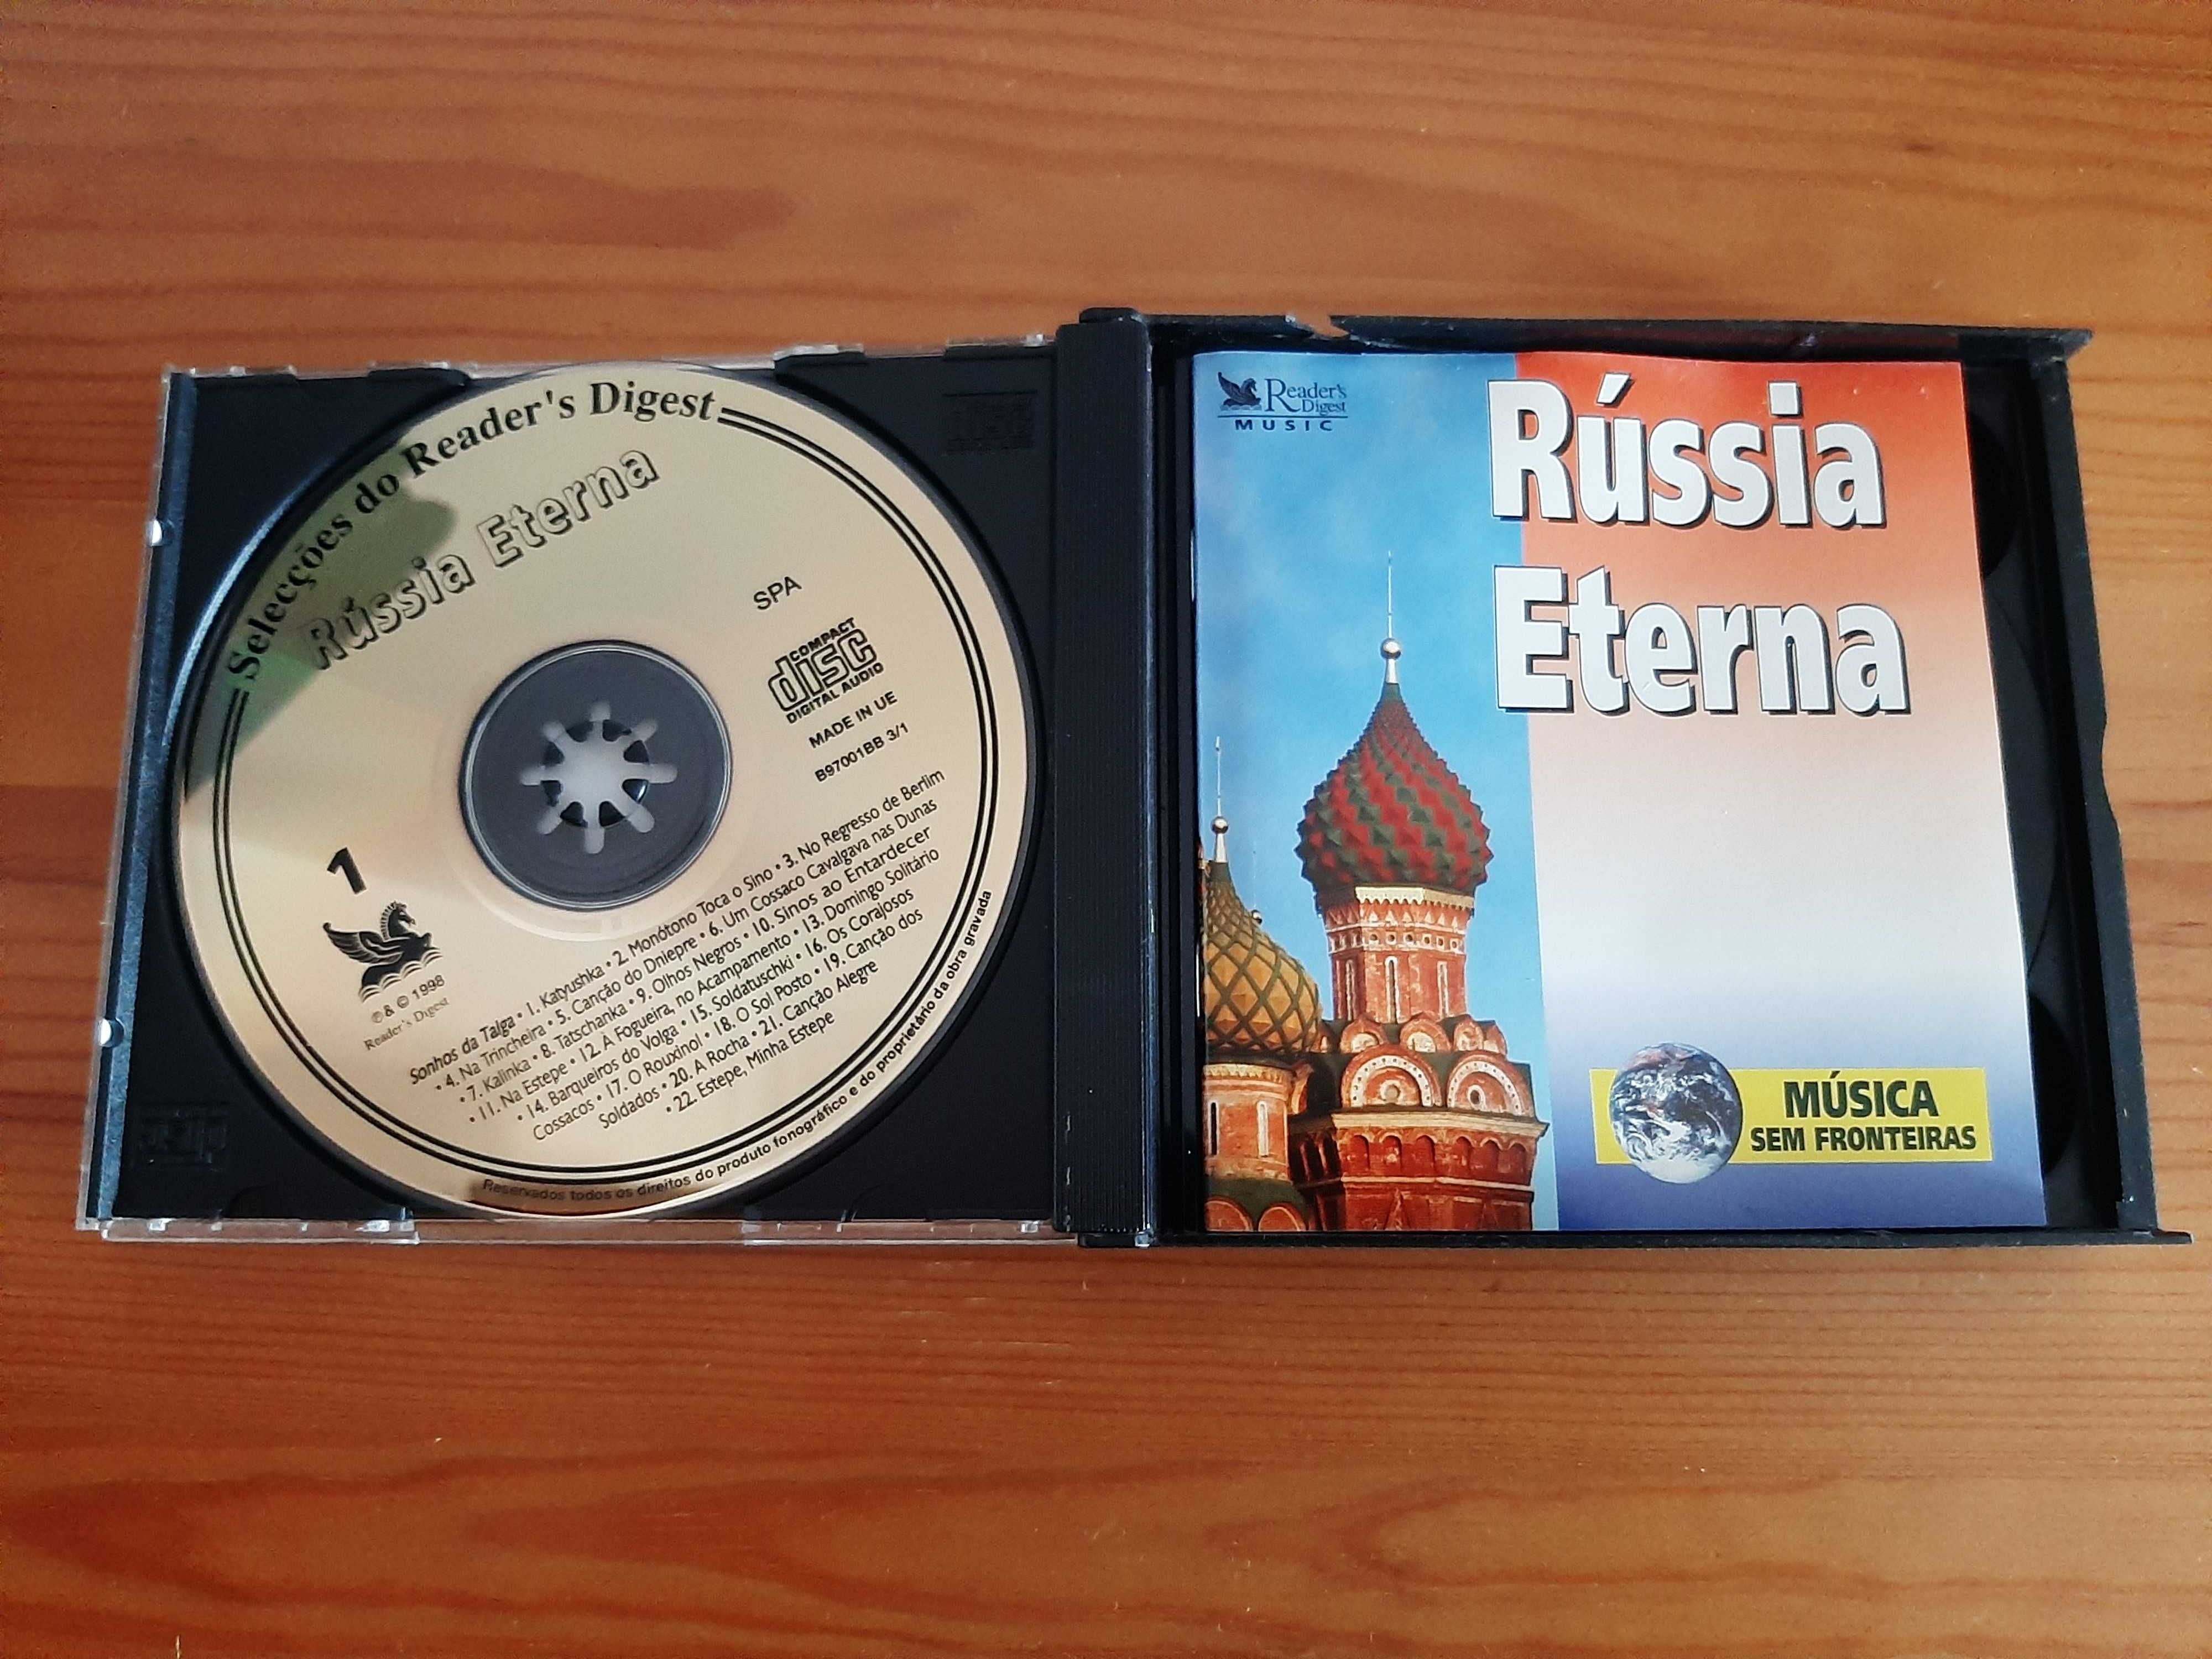 Selecções do Reader's Digest
Rússia Eterna
SPA
COMPACT
disc
DIGITAL AUDIO
MADE IN UE
B97001BB 3/1
1
℗ & © 1998
Reader's Digest
Sonhos da Taiga • 1. Katyushka • 2. Monótono Toca o Sino • 3. No Regresso de Berlim
• 4. Na Trincheira • 5. Canção do Dniepre • 6. Um Cossaco Cavalgava nas Dunas
• 7. Kalinka • 8. Tatschanka • 9. Olhos Negros • 10. Sinos ao Entardecer
• 11. Na Estepe • 12. À Fogueira, no Acampamento • 13. Domingo Solitário
• 14. Barqueiros do Volga • 15. Soldatuschki • 16. Os Corajosos
Cossacos • 17. O Rouxinol • 18. O Sol Posto • 19. Canção dos
Soldados • 20. A Rocha • 21. Canção Alegre
• 22. Estepe, Minha Estepe
Reservados todos os direitos do produto fonográfico e do proprietário da obra gravada
Reader's
Digest
MUSIC
Rússia
Eterna
MÚSICA
SEM FRONTEIRAS